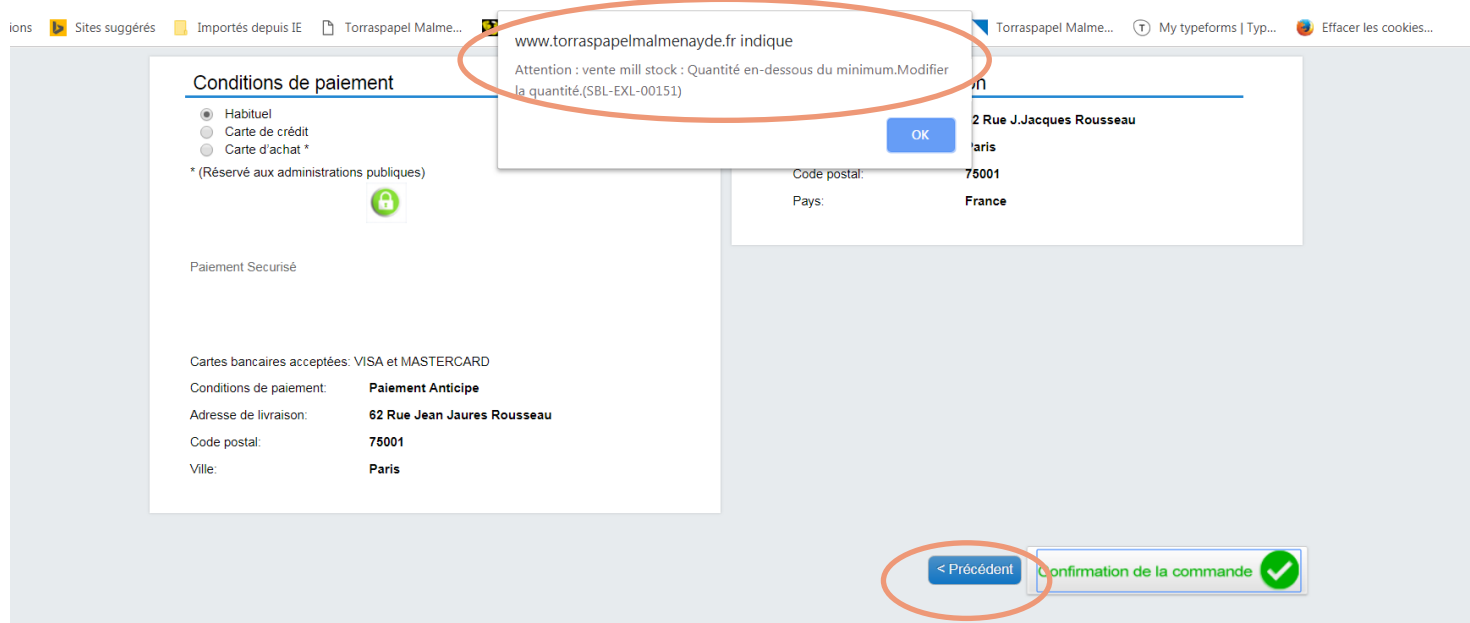 ions
Sites suggérés
Importés depuis IE
Torraspapel Malme...
Torraspapel Malme...
T
My typeforms | Typ...
Effacer les cookies...
www.torraspapelmalmenayde.fr indique
Attention : vente mill stock : Quantité en-dessous du minimum.Modifier
la quantité.(SBL-EXL-00151)
OK
Conditions de paiement
Habituel
Carte de crédit
Carte d'achat *
* (Réservé aux administrations publiques)
Paiement Securisé
Cartes bancaires acceptées: VISA et MASTERCARD
Conditions de paiement: Paiement Anticipe
Adresse de livraison: 62 Rue Jean Jaures Rousseau
Code postal: 75001
Ville: Paris
on
2 Rue J.Jacques Rousseau
Paris
Code postal: 75001
Pays: France
< Précédent
Confirmation de la commande